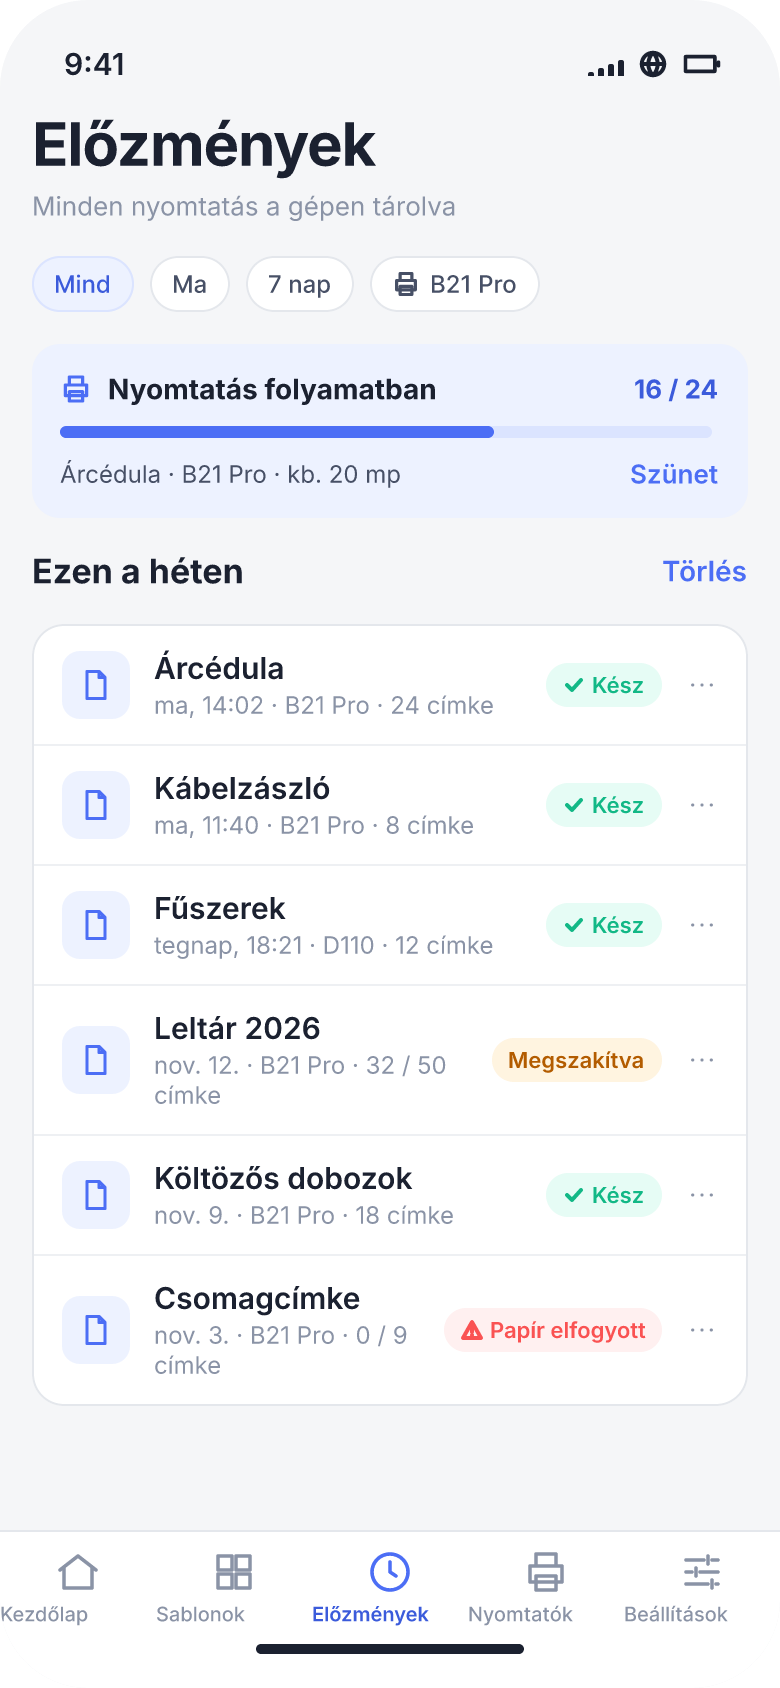 9:41
Előzmények
Minden nyomtatás a gépen tárolva
Mind
Ma
7 nap
B21 Pro
Nyomtatás folyamatban
16 / 24
Árcédula · B21 Pro · kb. 20 mp
Szünet
Ezen a héten
Törlés
Árcédula
ma, 14:02 · B21 Pro · 24 címke
Kész
Kábelzászló
ma, 11:40 · B21 Pro · 8 címke
Kész
Fűszerek
tegnap, 18:21 · D110 · 12 címke
Kész
Leltár 2026
nov. 12. · B21 Pro · 32 / 50
címke
Megszakítva
Költözős dobozok
nov. 9. · B21 Pro · 18 címke
Kész
Csomagcímke
nov. 3. · B21 Pro · 0 / 9
címke
Papír elfogyott
Kezdőlap
Sablonok
Előzmények
Nyomtatók
Beállítások